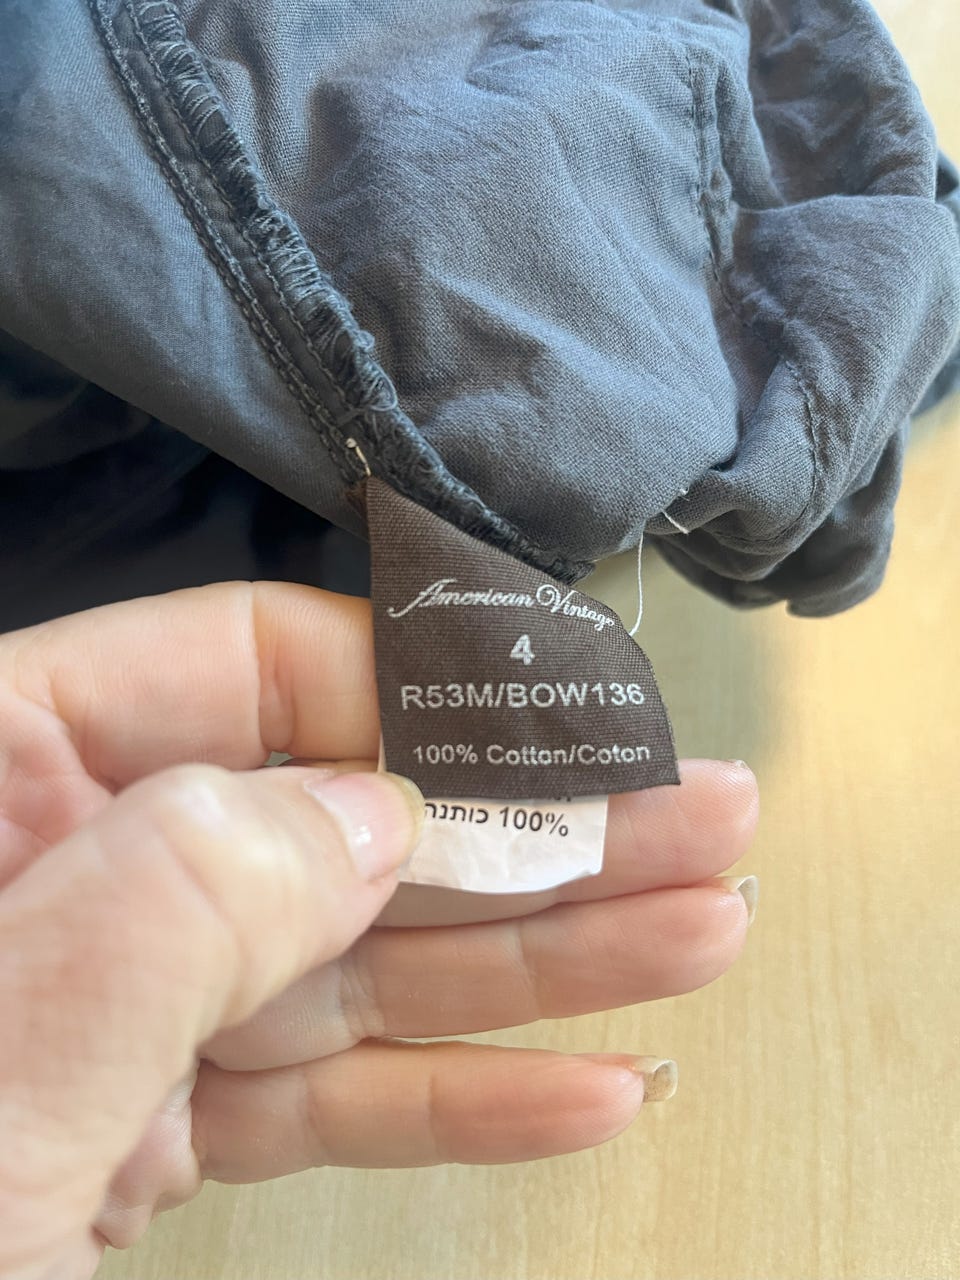 American Vintage
4
R53M/BOW136
100% Cotton/Coton
100% כותנה